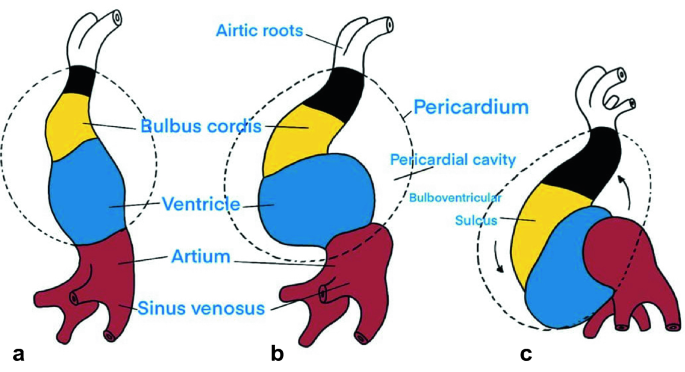 Airtic roots
Bulbus cordis
Pericardium
Pericardial cavity
Ventricle
Bulboventricular
Sulcus
Artium
Sinus venosus
a
b
c